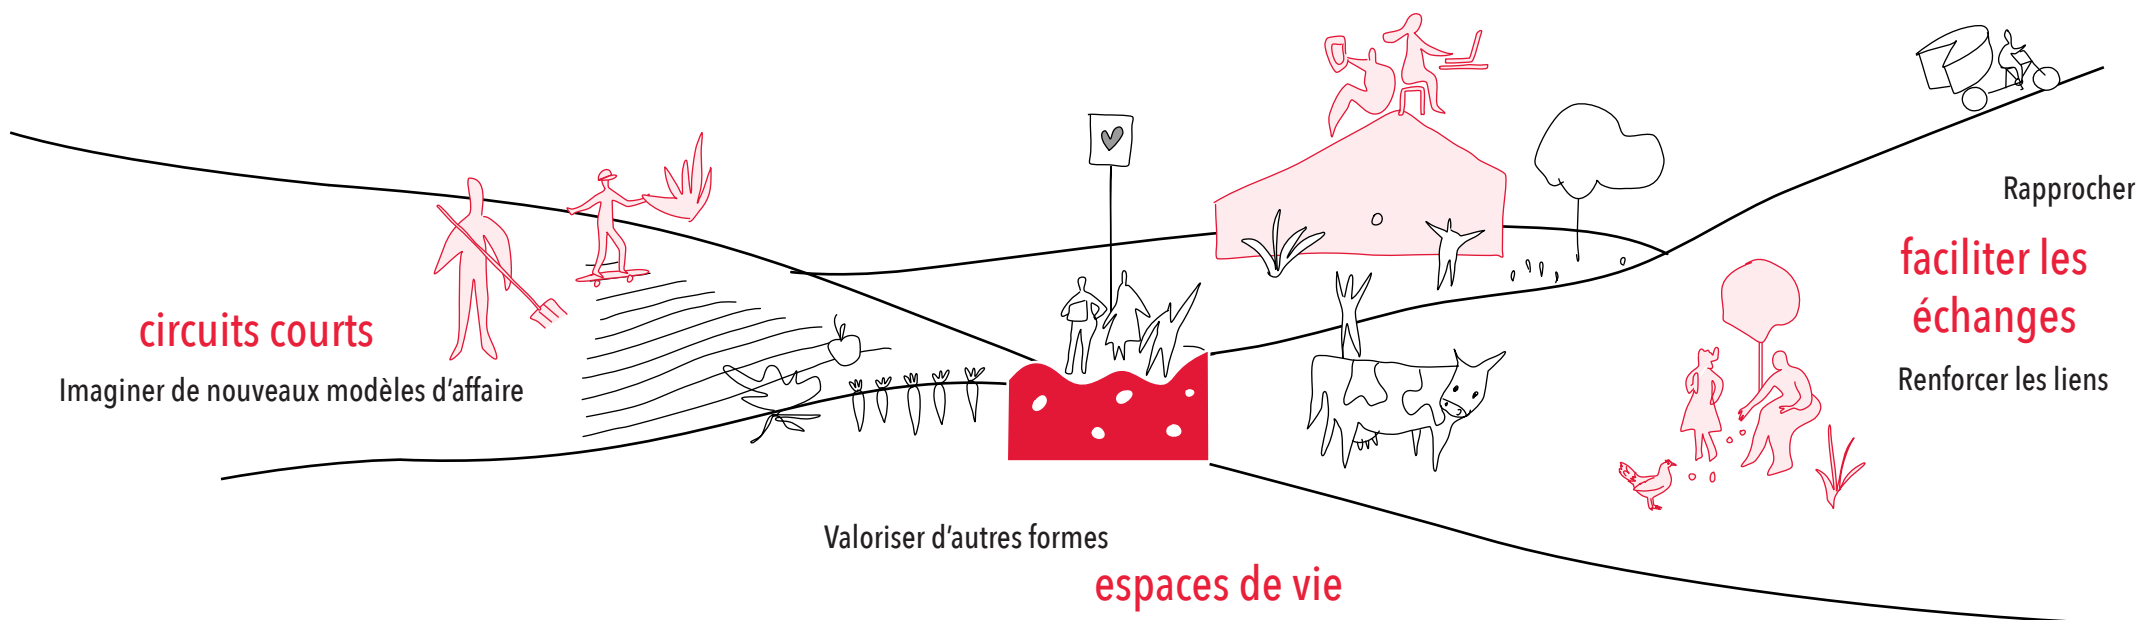 circuits courts
Imaginer de nouveaux modèles d’affaire
Valoriser d’autres formes
espaces de vie
Rapprocher
faciliter les
échanges
Renforcer les liens